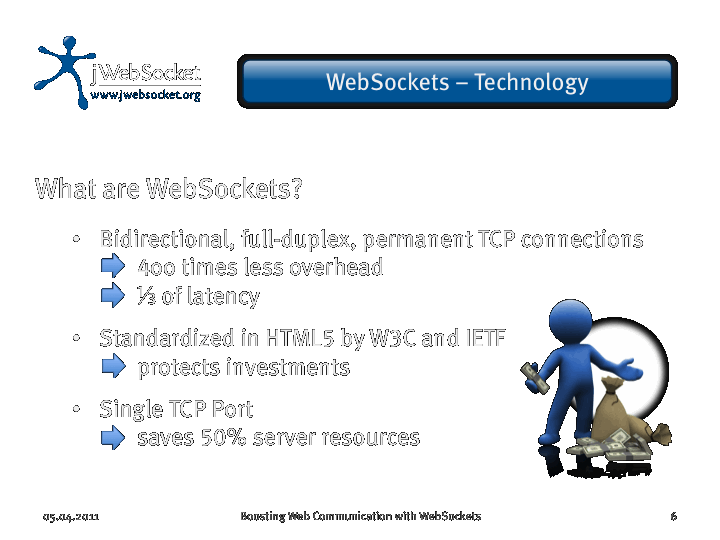 jWebSocket
www.jwebsocket.org
WebSockets – Technology
What are WebSockets?
• Bidirectional, full-duplex, permanent TCP connections
400 times less overhead
⅓ of latency
• Standardized in HTML5 by W3C and IETF
protects investments
• Single TCP Port
saves 50% server resources
05.04.2011 Boosting Web Communication with WebSockets 6